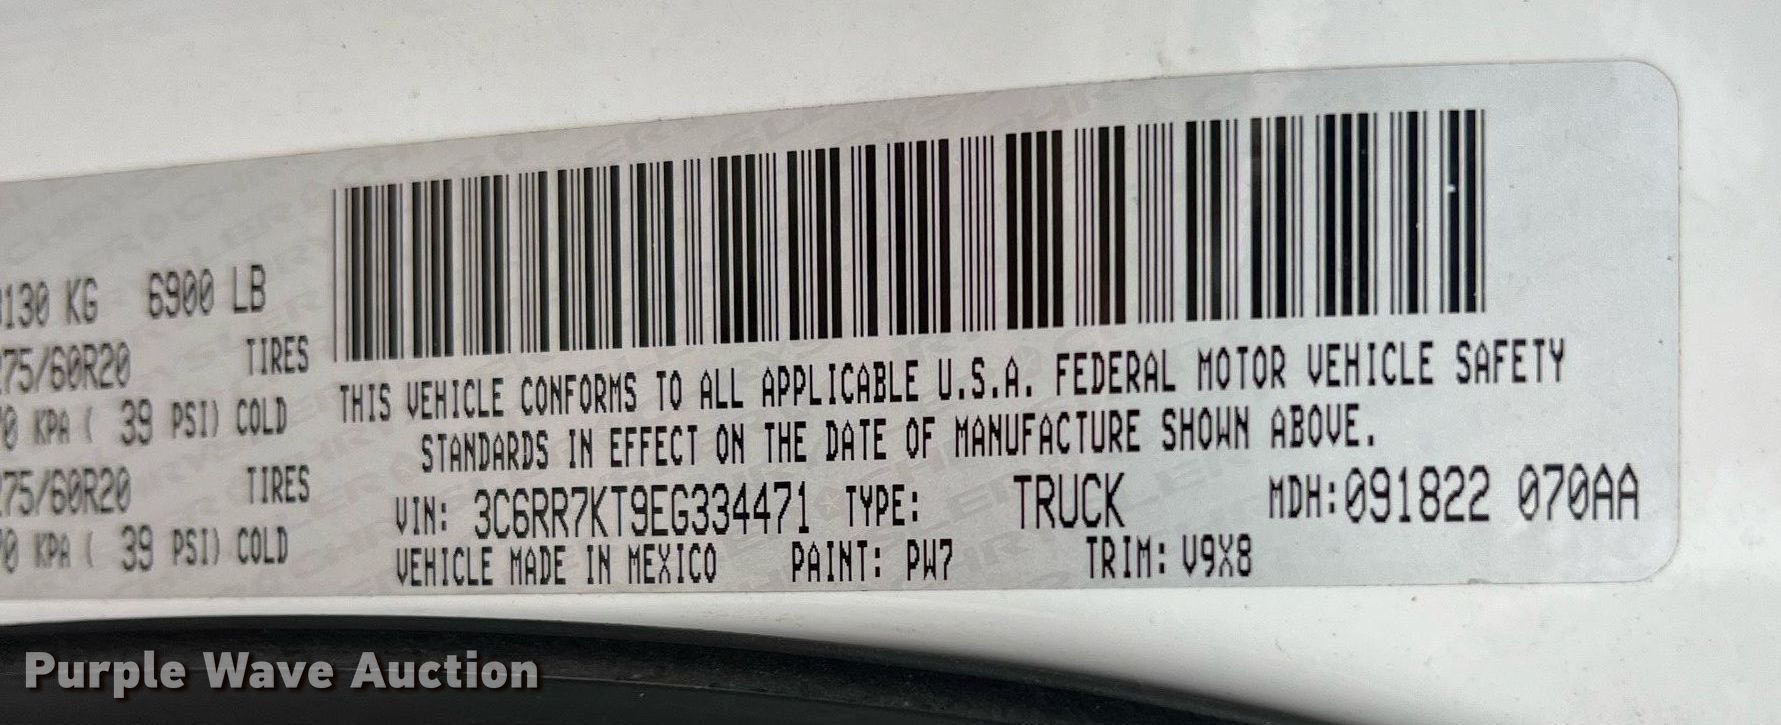 130 KG 6900 LB
75/60R20 TIRES
0 KPA ( 39 PSI) COLD
75/60R20 TIRES
0 KPA ( 39 PSI) COLD
THIS VEHICLE CONFORMS TO ALL APPLICABLE U.S.A. FEDERAL MOTOR VEHICLE SAFETY
STANDARDS IN EFFECT ON THE DATE OF MANUFACTURE SHOWN ABOVE.
VIN: 3C6RR7KT9EG334471 TYPE: TRUCK MDH:091822 070AA
VEHICLE MADE IN MEXICO PAINT: PW7 TRIM: V9X8
Purple Wave Auction